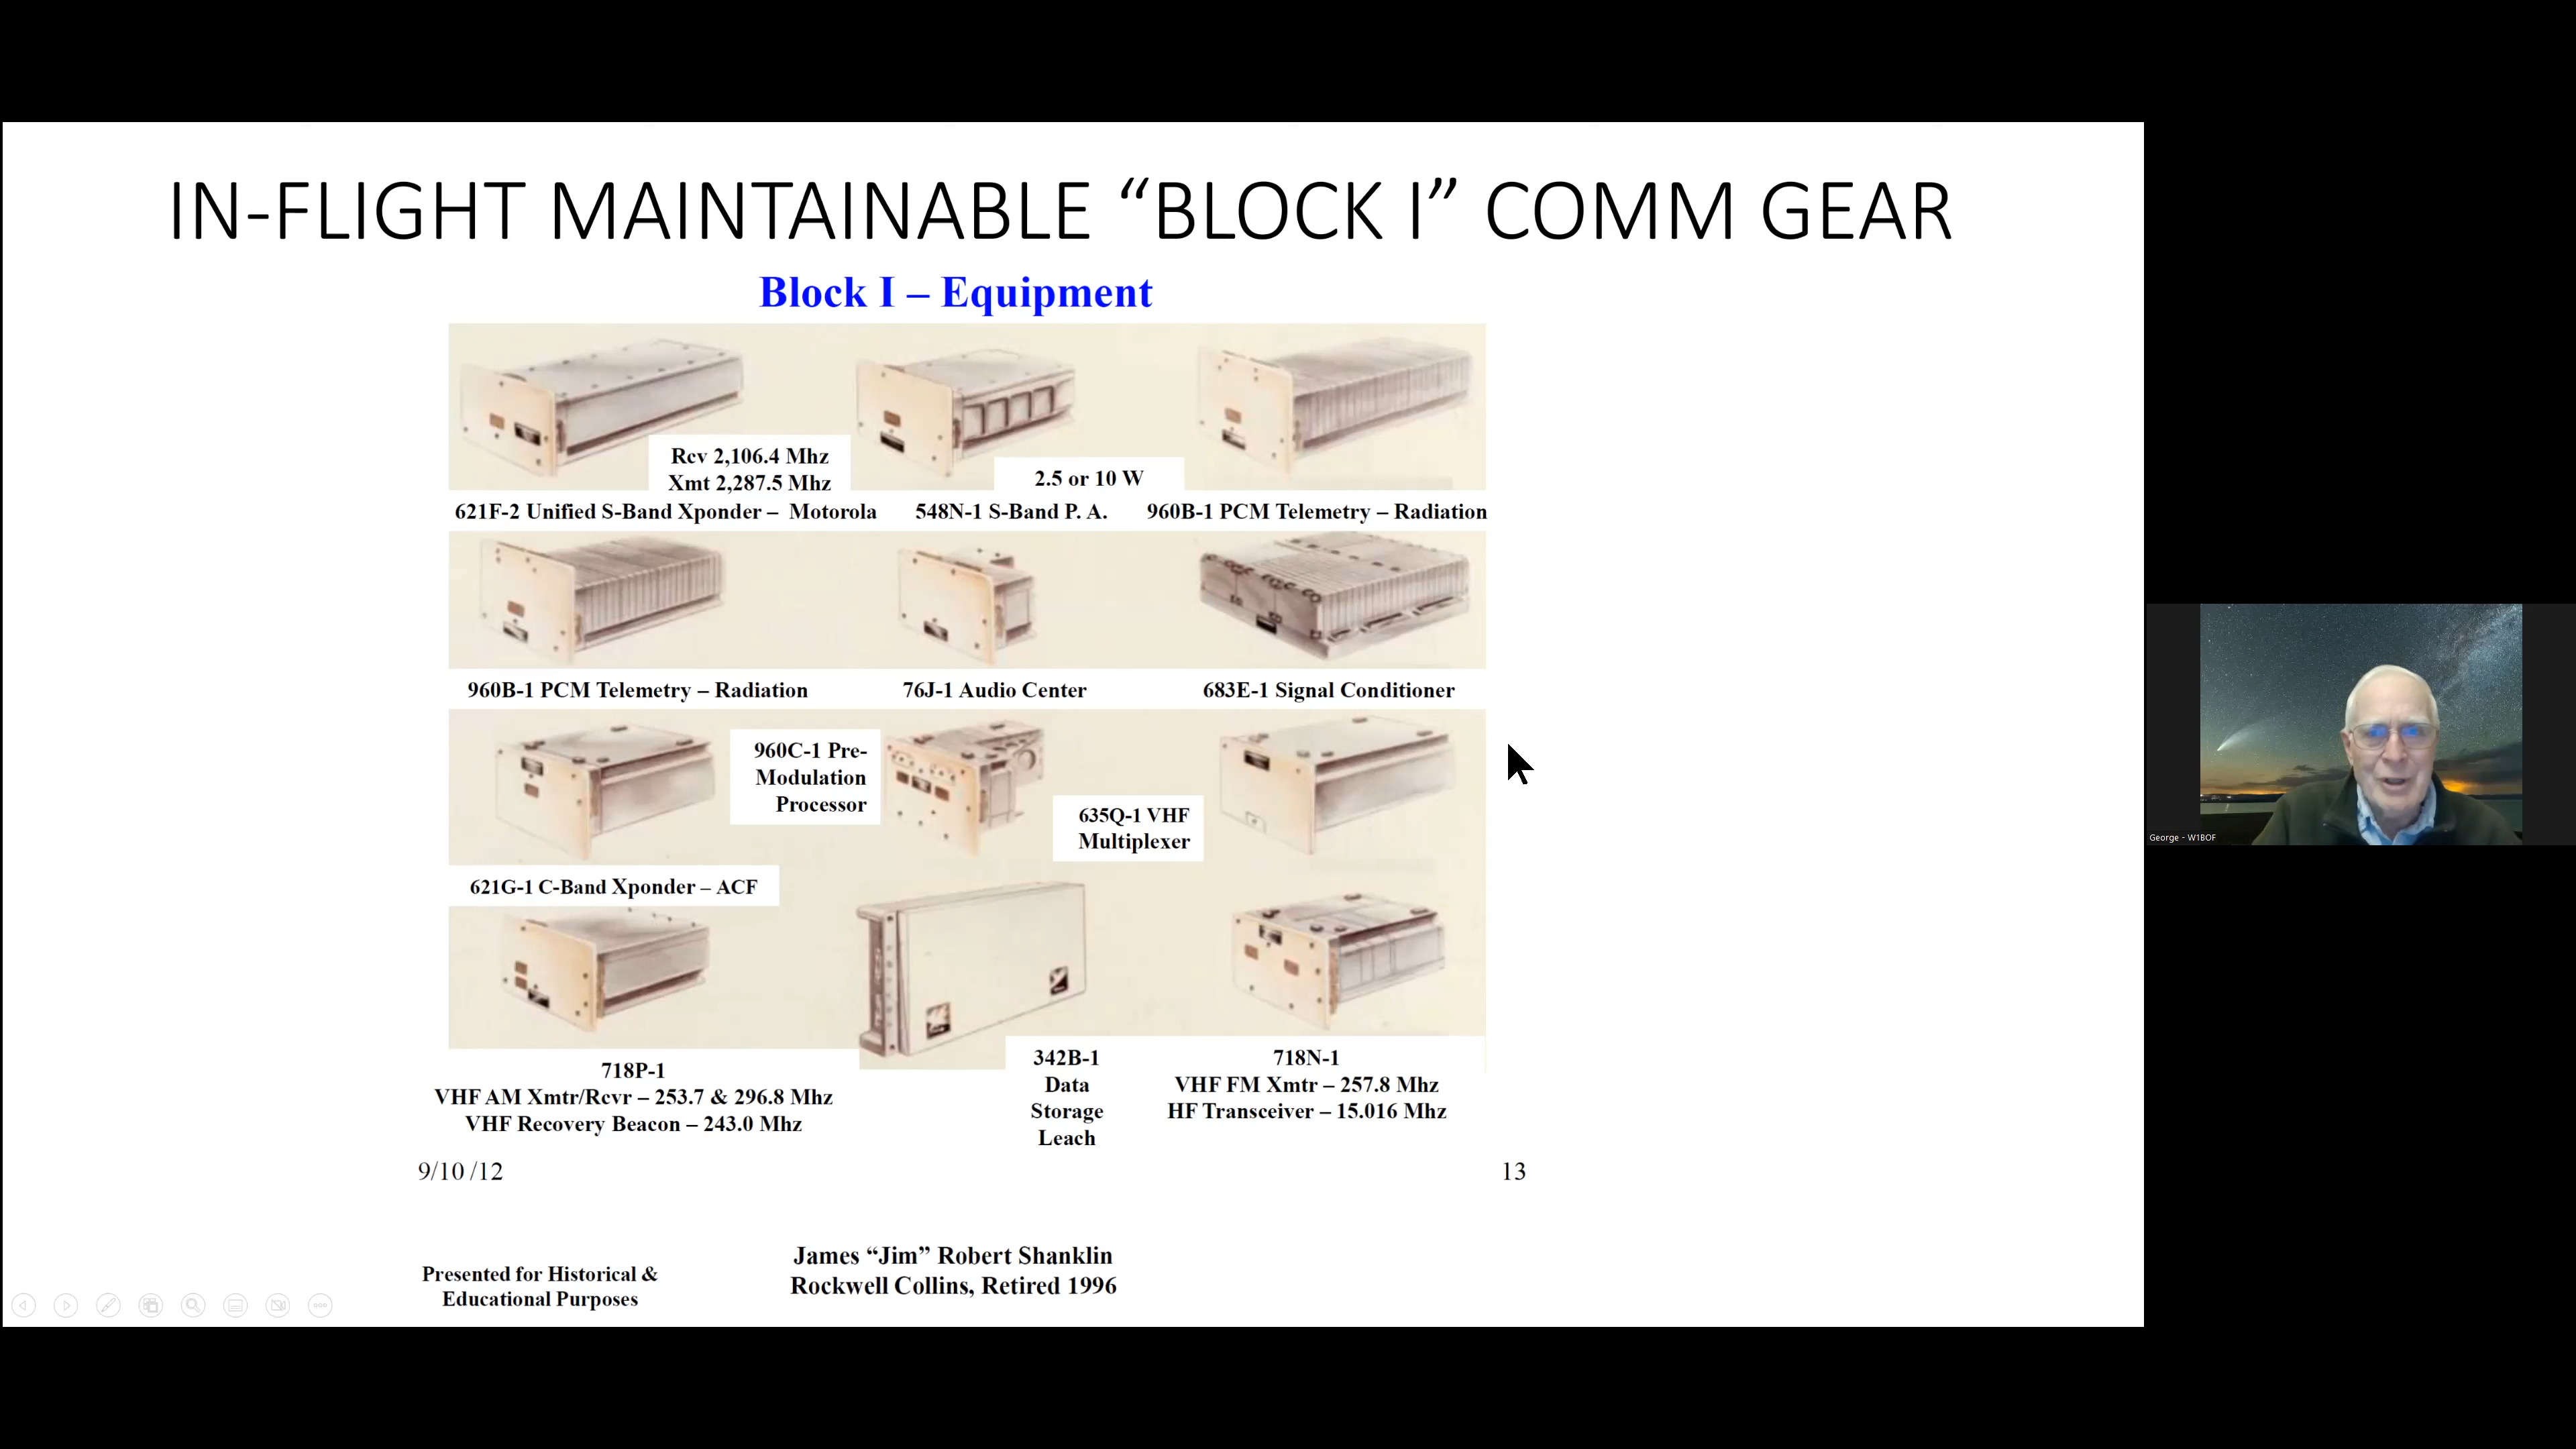 IN-FLIGHT MAINTAINABLE “BLOCK I” COMM GEAR
Block I – Equipment
Rcv 2,106.4 Mhz
Xmt 2,287.5 Mhz
2.5 or 10 W
621F-2 Unified S-Band Xponder – Motorola
548N-1 S-Band P. A.
960B-1 PCM Telemetry – Radiation
960B-1 PCM Telemetry – Radiation
76J-1 Audio Center
683E-1 Signal Conditioner
960C-1 Pre-
Modulation
Processor
635Q-1 VHF
Multiplexer
621G-1 C-Band Xponder – ACF
718P-1
VHF AM Xmtr/Rcvr – 253.7 & 296.8 Mhz
VHF Recovery Beacon – 243.0 Mhz
342B-1
Data
Storage
Leach
718N-1
VHF FM Xmtr – 257.8 Mhz
HF Transceiver – 15.016 Mhz
9/10 /12
13
Presented for Historical &
Educational Purposes
James “Jim” Robert Shanklin
Rockwell Collins, Retired 1996
George - W1BOF